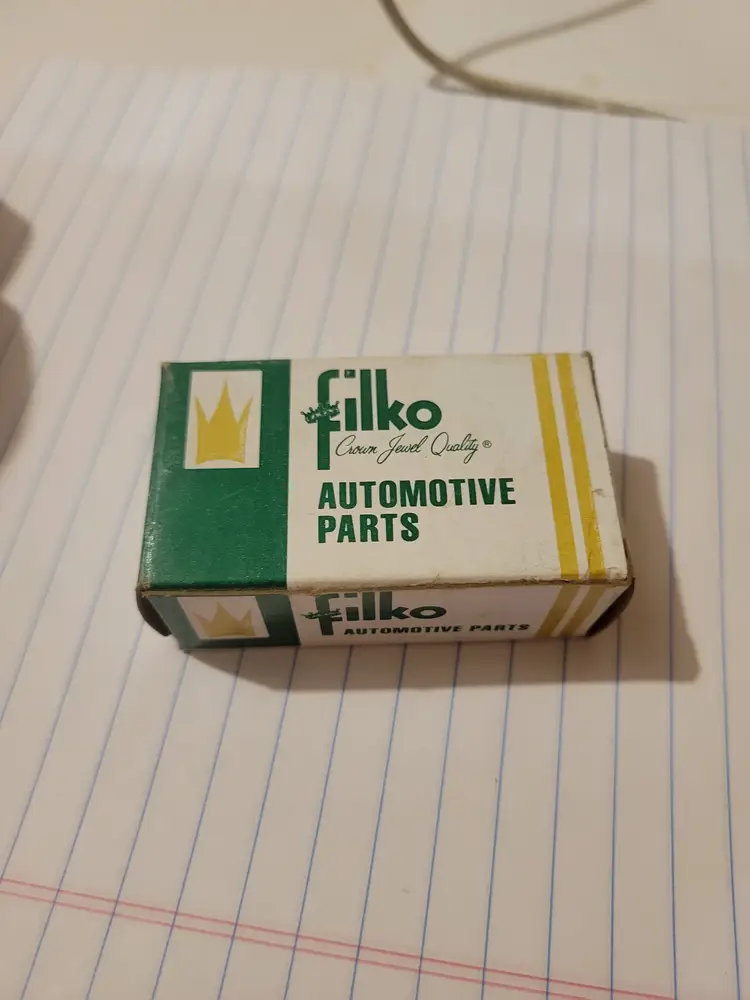 filko
Crown Jewel Quality®
AUTOMOTIVE
PARTS
filko
AUTOMOTIVE PARTS